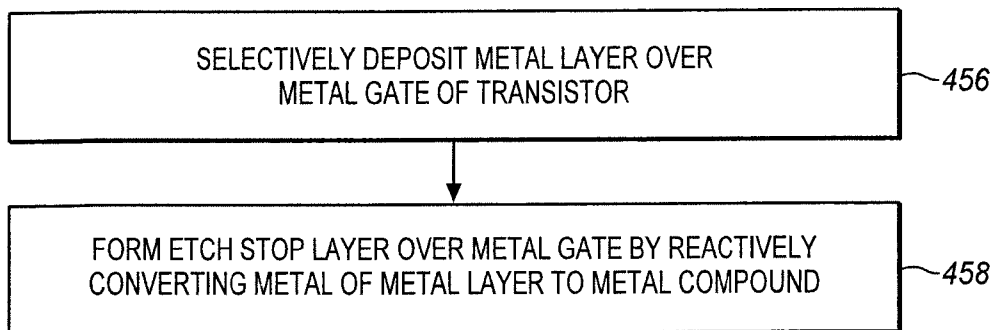 SELECTIVELY DEPOSIT METAL LAYER OVER
METAL GATE OF TRANSISTOR
456
FORM ETCH STOP LAYER OVER METAL GATE BY REACTIVELY
CONVERTING METAL OF METAL LAYER TO METAL COMPOUND
458